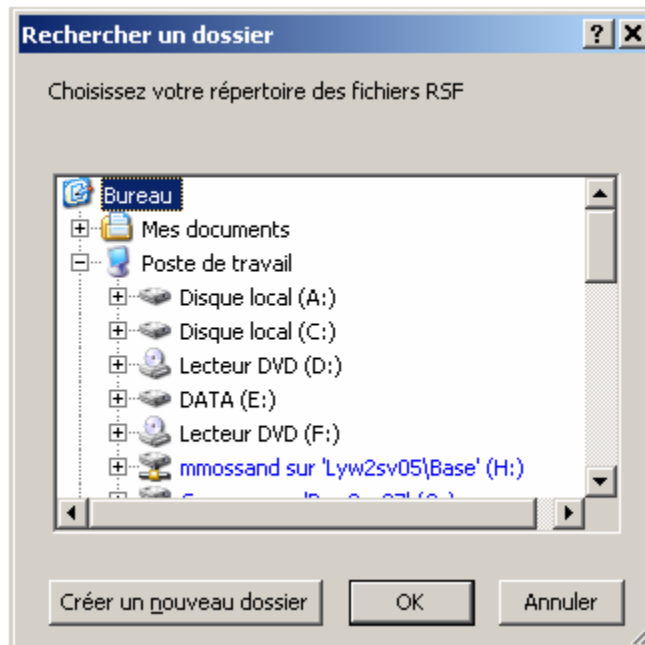 Rechercher un dossier
Choisissez votre répertoire des fichiers RSF
Bureau
Mes documents
Poste de travail
Disque local (A:)
Disque local (C:)
Lecteur DVD (D:)
DATA (E:)
Lecteur DVD (F:)
mmossand sur 'Lyw2sv05\Base' (H:)
Créer un nouveau dossier
OK
Annuler